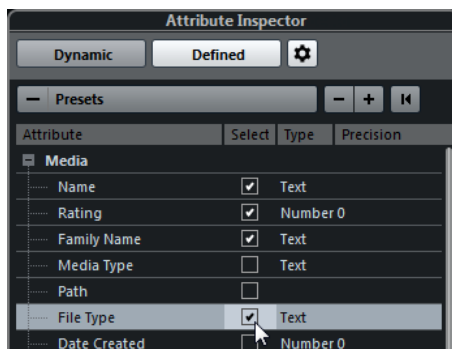 Attribute Inspector
Dynamic Defined
Presets
Attribute Select Type Precision
Media
Name Text
Rating Number 0
Family Name Text
Media Type Text
Path
File Type Text
Date Created Number 0